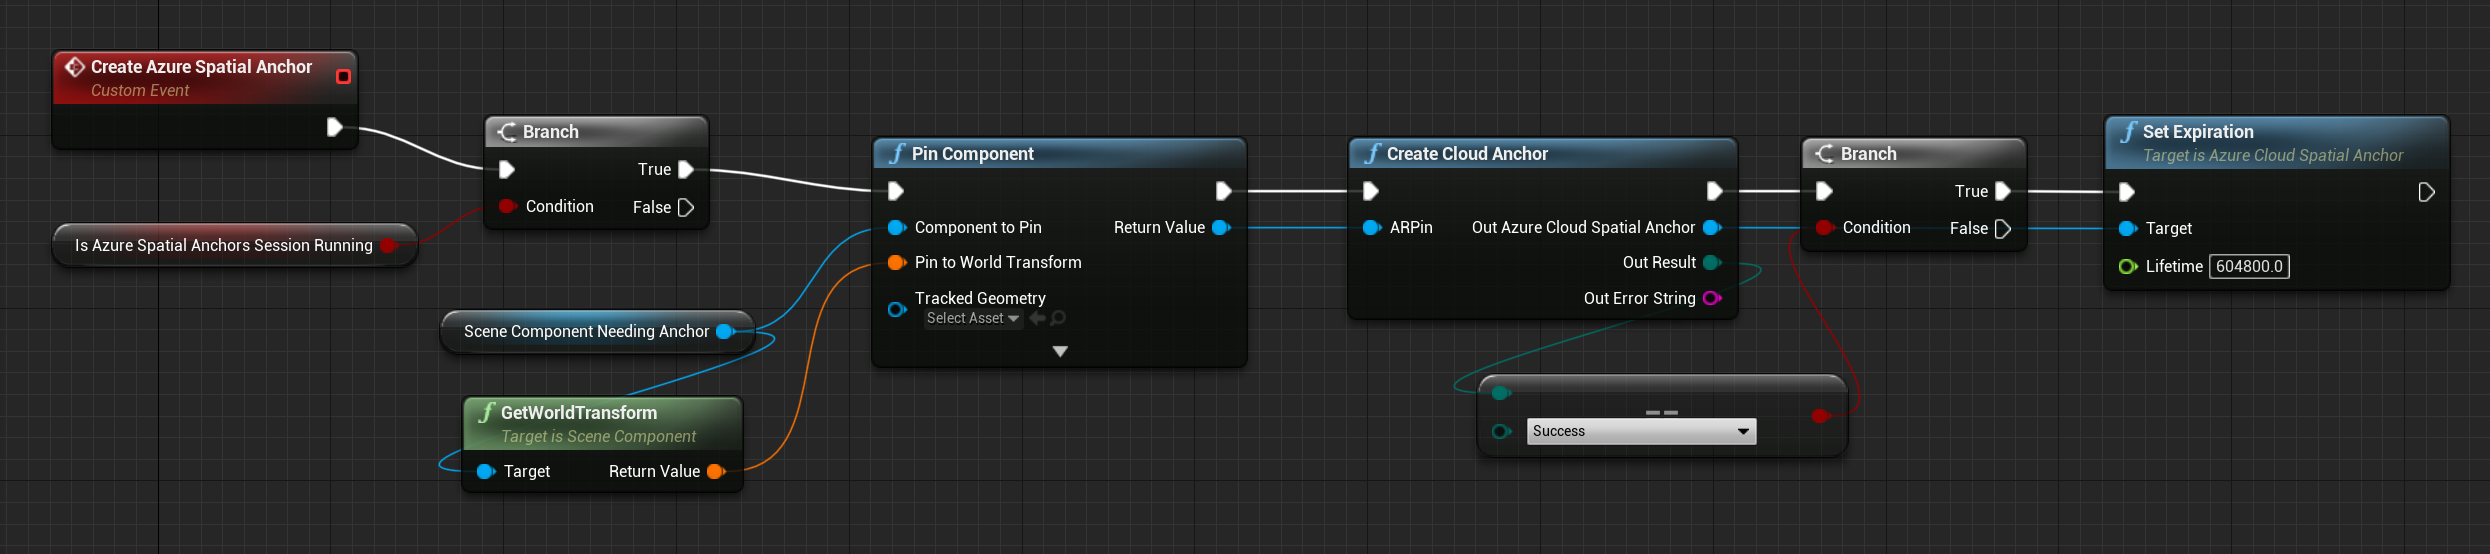 Create Azure Spatial Anchor
Custom Event
Is Azure Spatial Anchors Session Running
Branch
True
Condition
False
Scene Component Needing Anchor
GetWorldTransform
Target is Scene Component
Target
Return Value
Pin Component
Component to Pin
Return Value
Pin to World Transform
Tracked Geometry
Select Asset
Create Cloud Anchor
ARPin
Out Azure Cloud Spatial Anchor
Out Result
Out Error String
==
Success
Branch
True
Condition
False
Set Expiration
Target is Azure Cloud Spatial Anchor
Target
Lifetime 604800.0